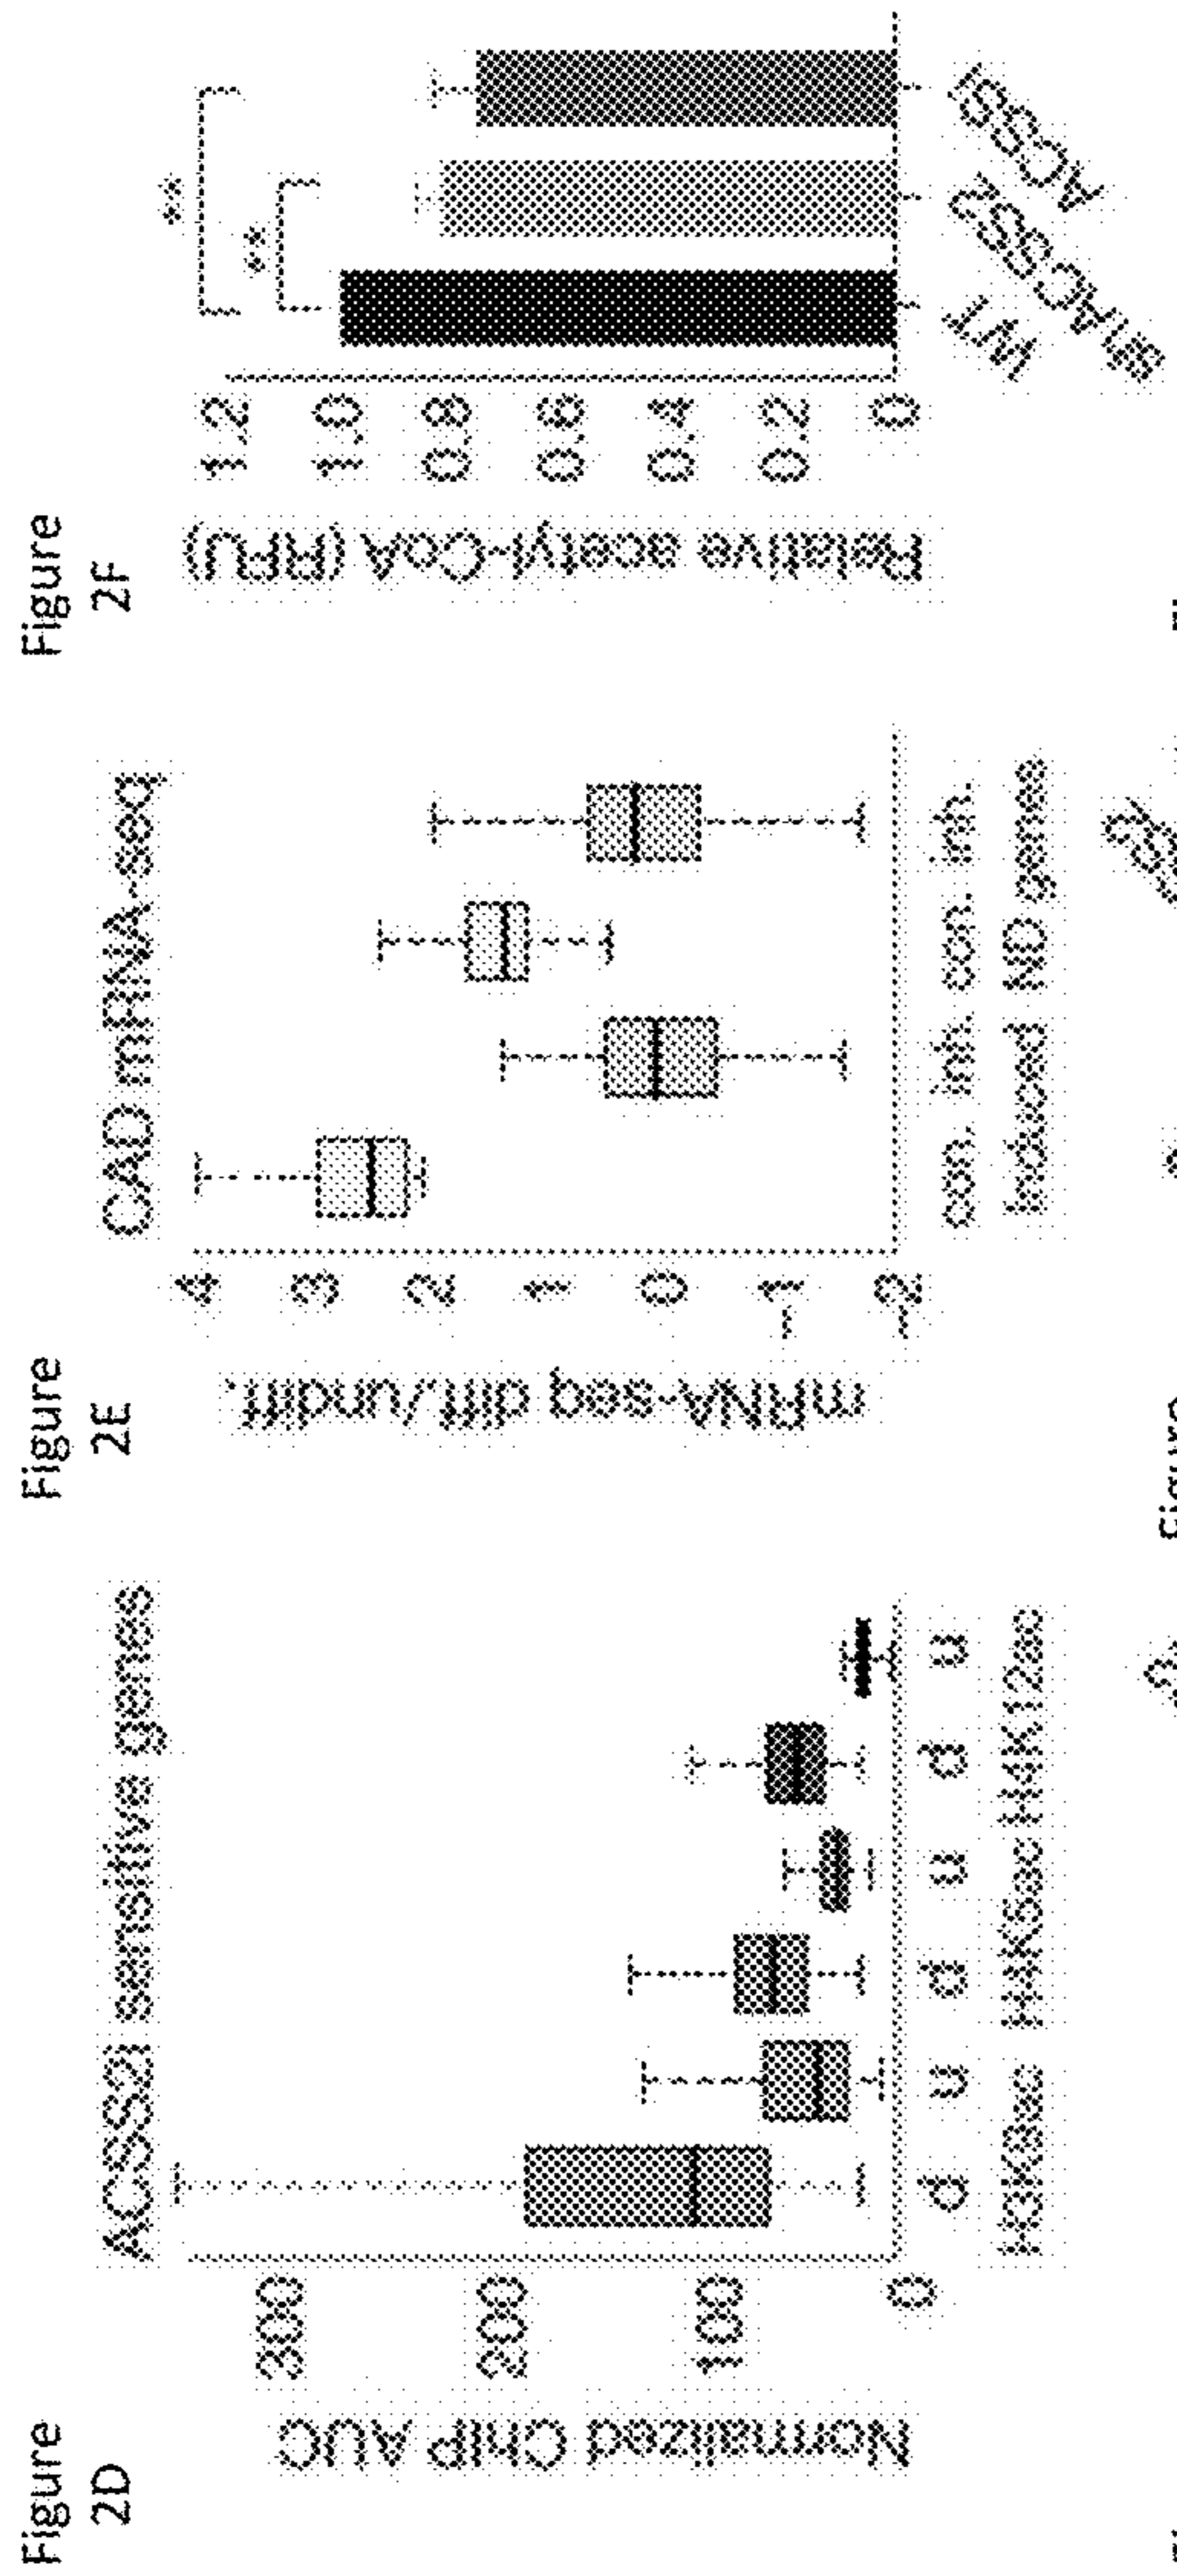 Figure
2D
ACSS2i sensitive genes
Normalized ChIP AUC
300
200
100
0
d u d u d u
H3K9ac H4K5ac H4K12ac
Figure
2E
CAD mRNA-seq
mRNA-seq diff./undiff.
4
3
2
1
0
-1
-2
con. inh. con. inh.
Induced ND genes
Figure
2F
**
**
Relative acetyl-CoA (RFU)
1.2
1.0
0.8
0.6
0.4
0.2
0
WT
shACSS2
ACSSi
Figure